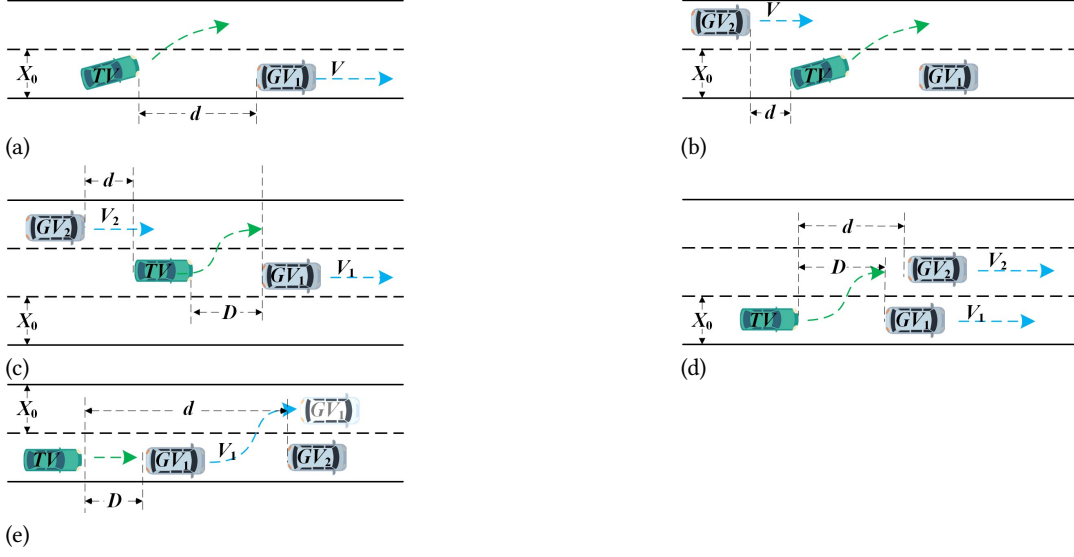 X₀ TV d GV₁ V
(a)
GV₂ V X₀ TV GV₁ d
(b)
d GV₂ V₂ TV GV₁ V₁ D X₀
(c)
d V₂ GV₂ D X₀ TV GV₁ V₁
(d)
X₀ d GV₁ TV GV₁ V₁ GV₂ D
(e)